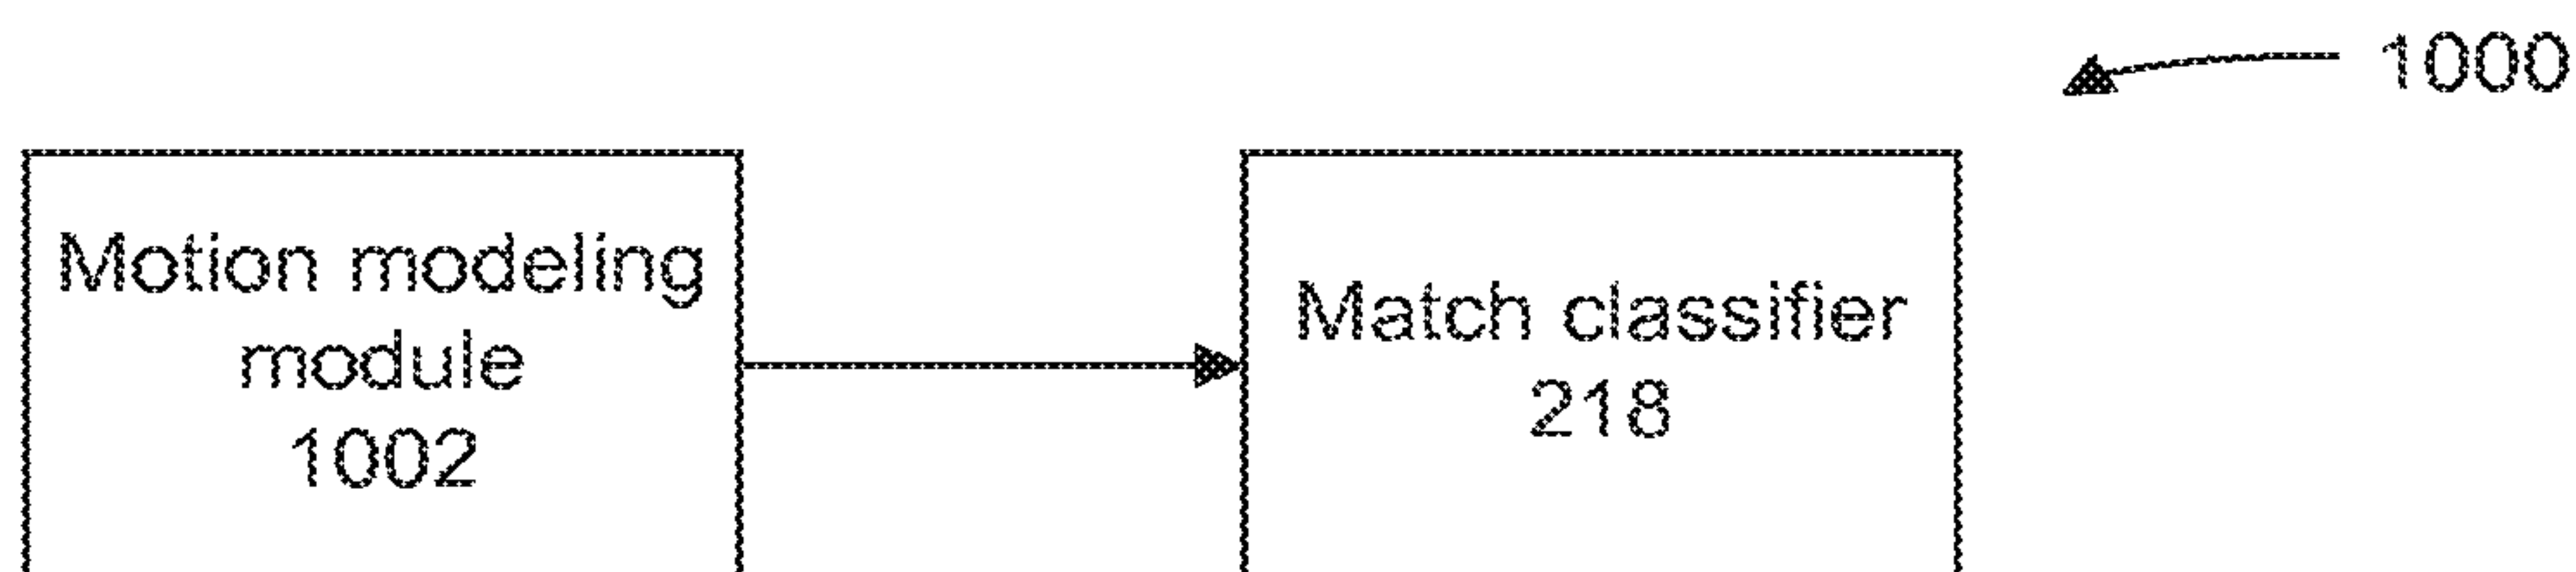 1000
Motion modeling
module
1002
Match classifier
218